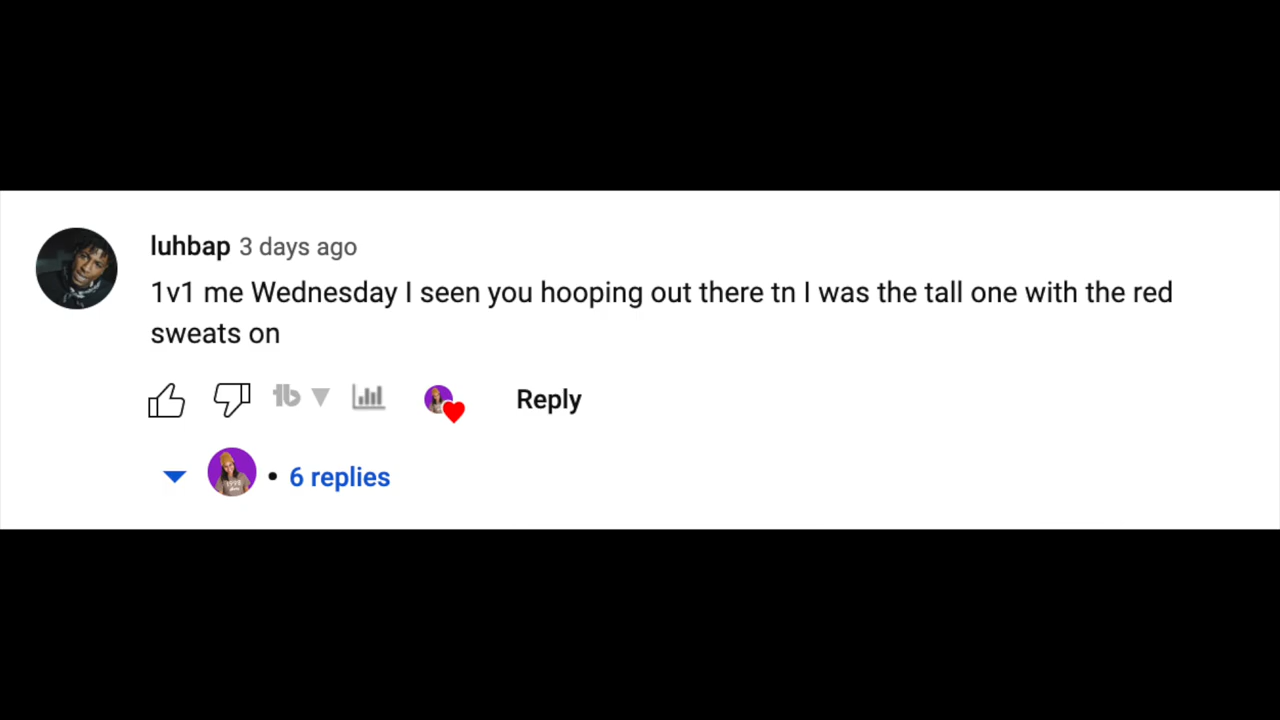 luhbap 3 days ago
1v1 me Wednesday I seen you hooping out there tn I was the tall one with the red
sweats on
tb
Reply
• 6 replies